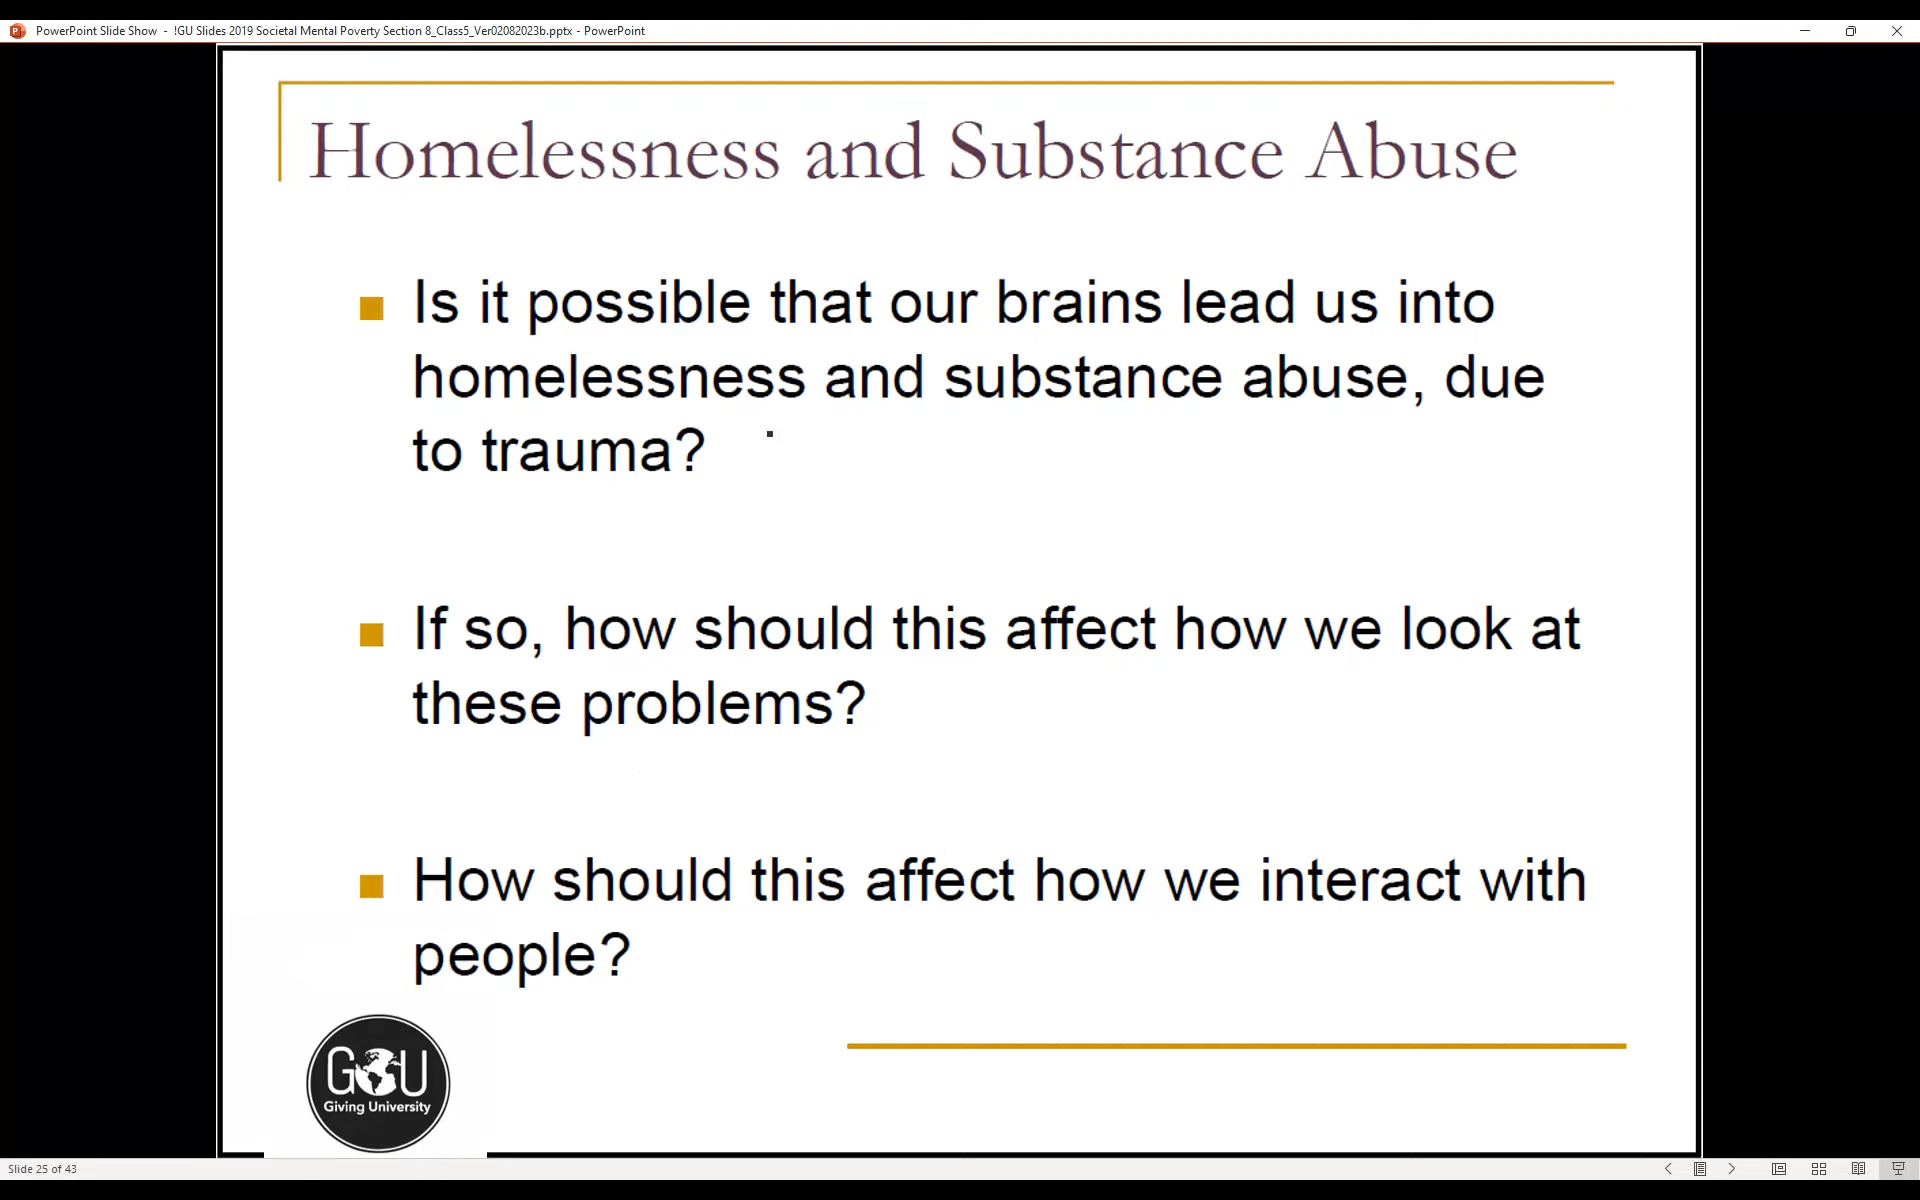 PowerPoint Slide Show - !GU Slides 2019 Societal Mental Poverty Section 8_Class5_Ver02082023b.pptx - PowerPoint
Homelessness and Substance Abuse
Is it possible that our brains lead us into
homelessness and substance abuse, due
to trauma?
If so, how should this affect how we look at
these problems?
How should this affect how we interact with
people?
GU
Giving University
Slide 25 of 43